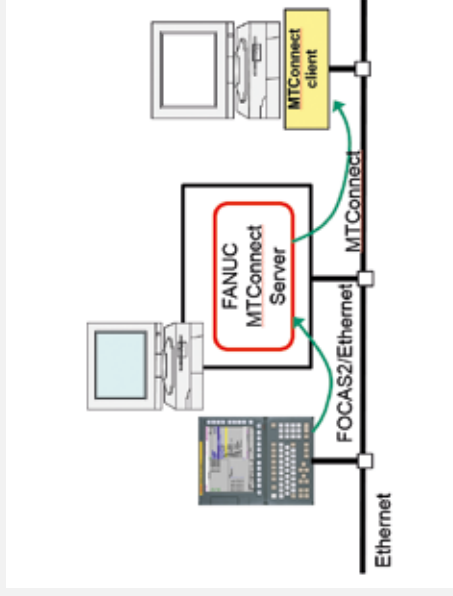 MTConnect
client
FANUC
MTConnect
Server
MTConnect
FOCAS2/Ethernet
Ethernet